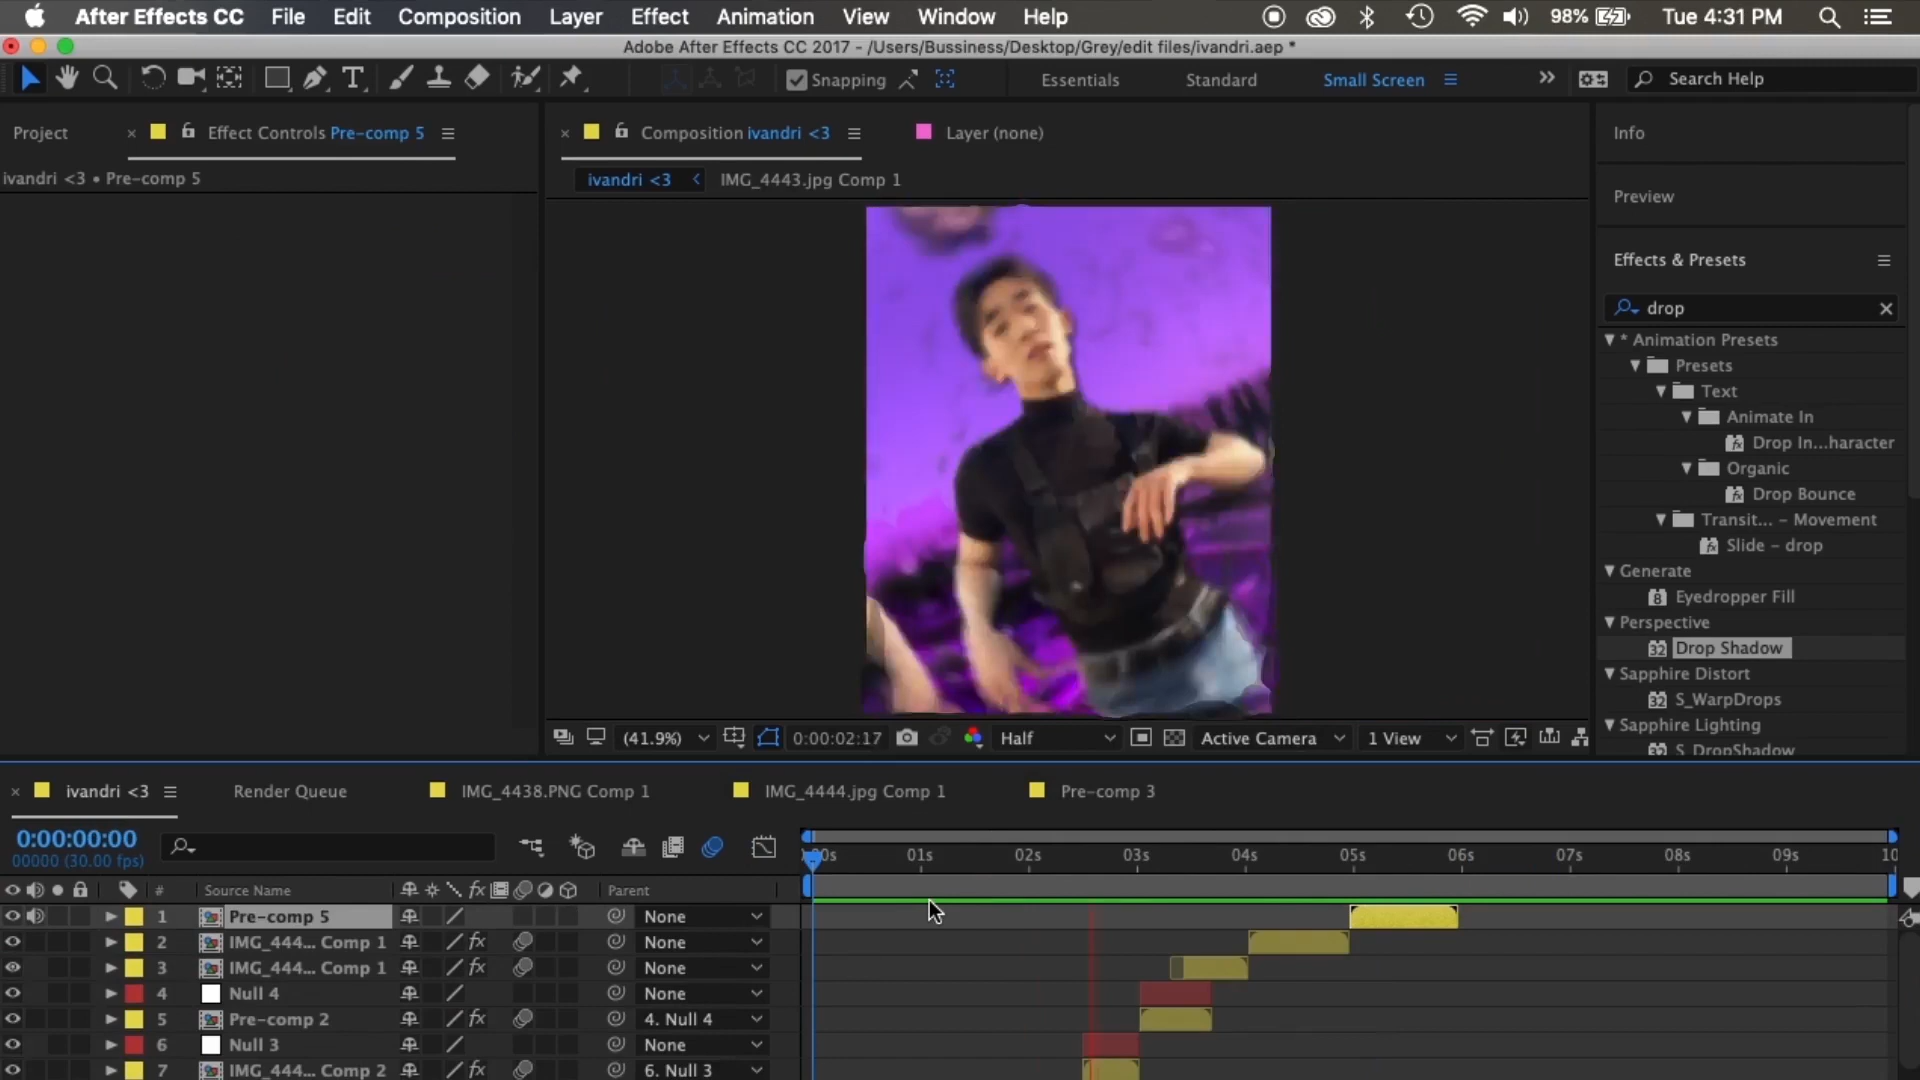 After Effects CC File Edit Composition Layer Effect Animation View Window Help 98% Tue 4:31 PM
Adobe After Effects CC 2017 - /Users/Bussiness/Desktop/Grey/edit files/ivandri.aep *
T Snapping Essentials Standard Small Screen Search Help
Project Effect Controls Pre-comp 5 Composition ivandri <3 Layer (none) Info
ivandri <3 • Pre-comp 5 ivandri <3 IMG_4443.jpg Comp 1
Preview
Effects & Presets
drop
* Animation Presets
Presets
Text
Animate In
Drop In...haracter
Organic
Drop Bounce
Transit... - Movement
Slide - drop
Generate
8 Eyedropper Fill
Perspective
32 Drop Shadow
Sapphire Distort
32 S_WarpDrops
Sapphire Lighting
32 S_DropShadow
(41.9%) 0:00:02:17 Half Active Camera 1 View
ivandri <3 Render Queue IMG_4438.PNG Comp 1 IMG_4444.jpg Comp 1 Pre-comp 3
0:00:00:00
00000 (30.00 fps)
01s 02s 03s 04s 05s 06s 07s 08s 09s 10
# Source Name fx Parent
1 Pre-comp 5 None
2 IMG_444... Comp 1 fx None
3 IMG_444... Comp 1 fx None
4 Null 4 None
5 Pre-comp 2 fx 4. Null 4
6 Null 3 None
7 IMG_444... Comp 2 fx 6. Null 3